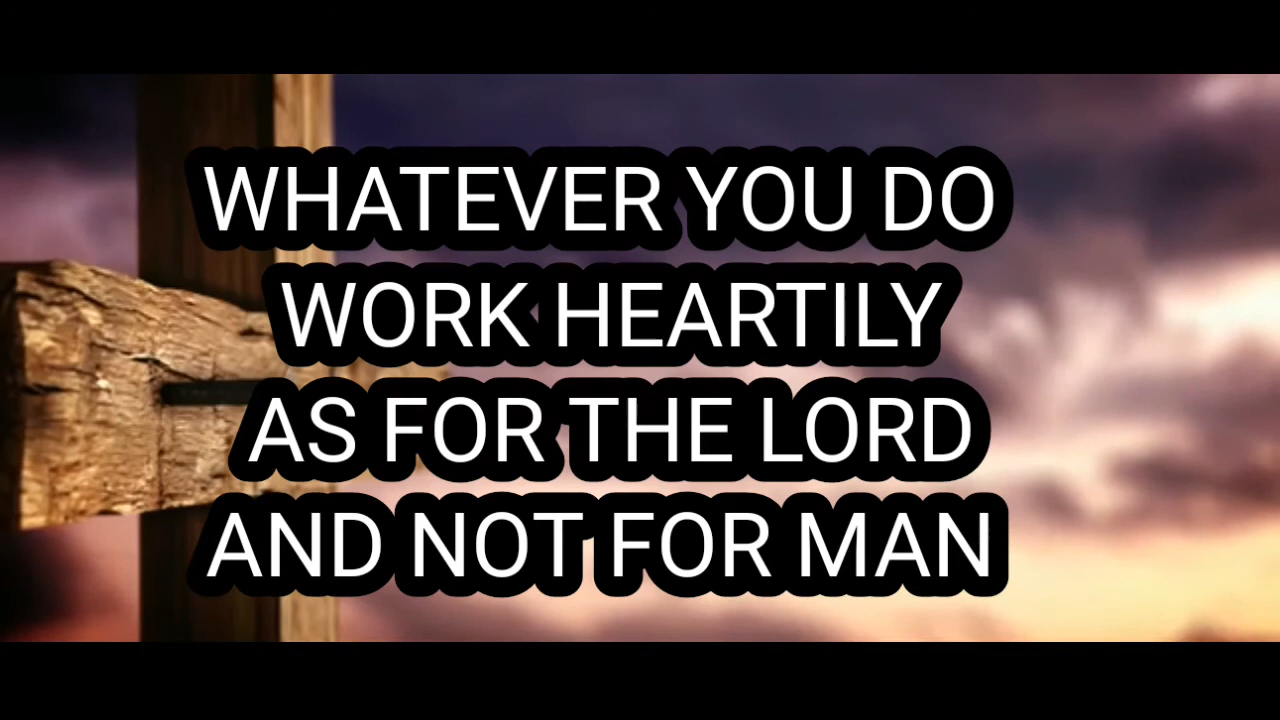 WHATEVER YOU DO
WORK HEARTILY
AS FOR THE LORD
AND NOT FOR MAN